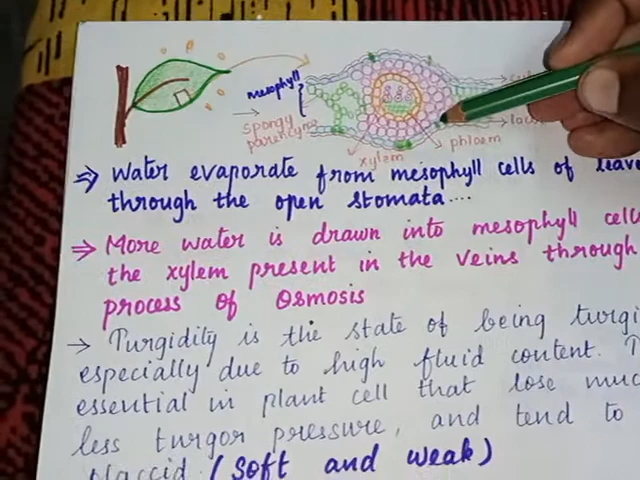 mesophyll
spongy
parencyma
xylem
phloem
⇒ Water evaporate from mesophyll cells of leave
through the open stomata....
⇒ More water is drawn into mesophyll cells
the xylem present in the veins through
process of Osmosis
→ Turgidity is the state of being turgi
especially due to high fluid content. T
essential in plant cell that lose muc
less turgor pressure, and tend to
flaccid (soft and weak)